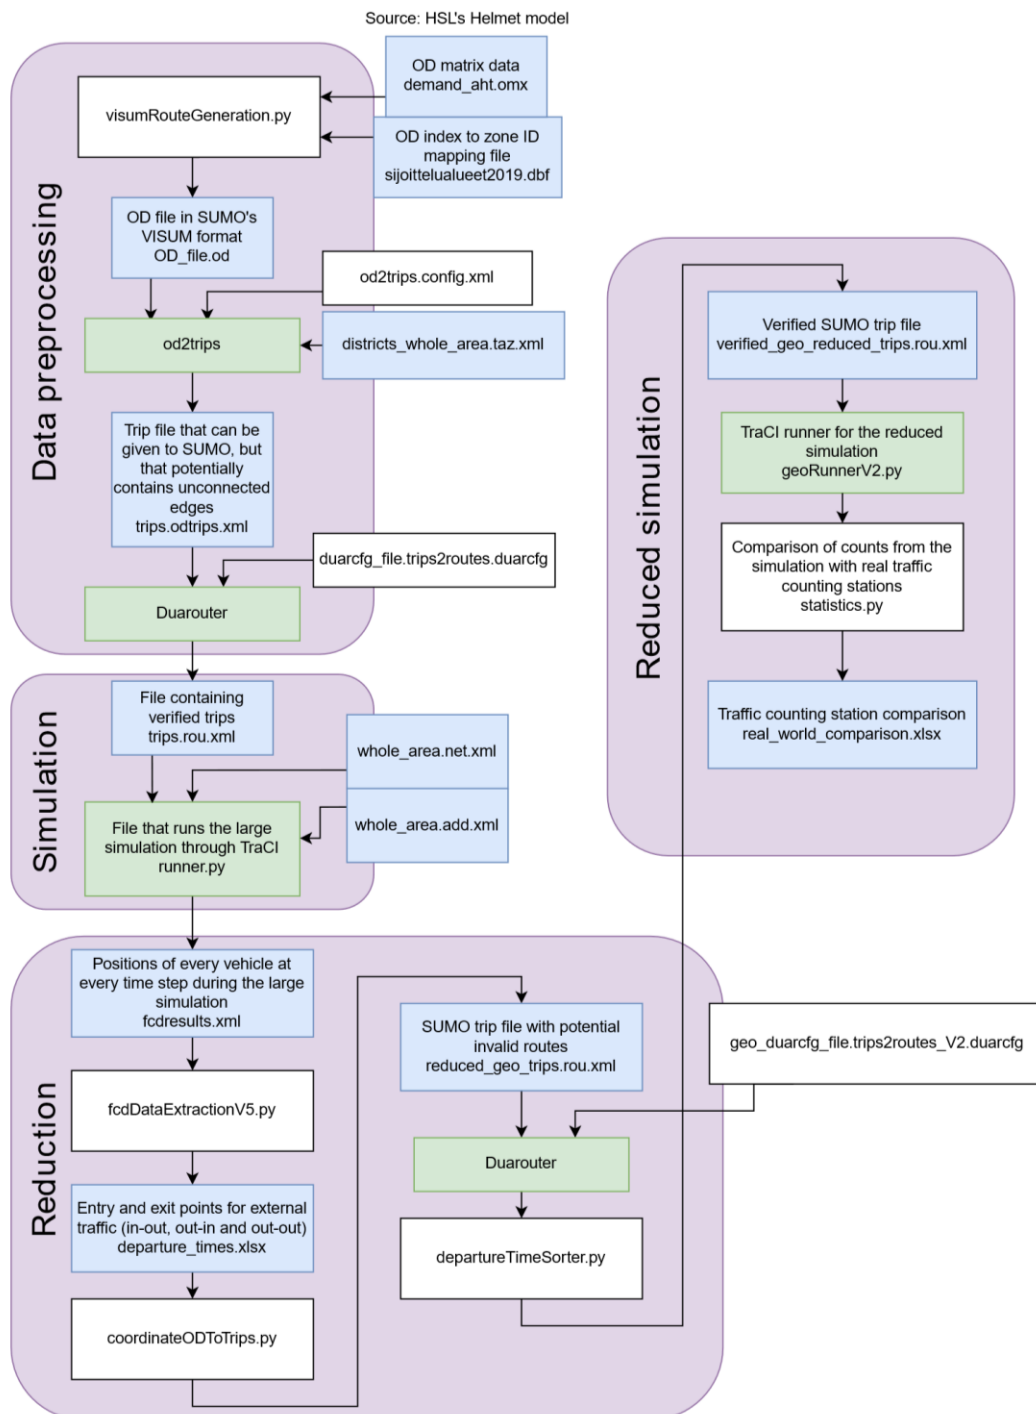 Source: HSL's Helmet model
OD matrix data
demand_aht.omx
visumRouteGeneration.py
OD index to zone ID
mapping file
sijoittelualueet2019.dbf
Data preprocessing
OD file in SUMO's
VISUM format
OD_file.od
od2trips.config.xml
od2trips
districts_whole_area.taz.xml
Trip file that can be
given to SUMO, but
that potentially
contains unconnected
edges
trips.odtrips.xml
duarcfg_file.trips2routes.duarcfg
Duarouter
Simulation
File containing
verified trips
trips.rou.xml
whole_area.net.xml
whole_area.add.xml
File that runs the large
simulation through TraCI
runner.py
Reduction
Positions of every vehicle at
every time step during the large
simulation
fcdresults.xml
fcdDataExtractionV5.py
Entry and exit points for external
traffic (in-out, out-in and out-out)
departure_times.xlsx
coordinateODToTrips.py
SUMO trip file with potential
invalid routes
reduced_geo_trips.rou.xml
geo_duarcfg_file.trips2routes_V2.duarcfg
Duarouter
departureTimeSorter.py
Reduced simulation
Verified SUMO trip file
verified_geo_reduced_trips.rou.xml
TraCI runner for the reduced
simulation
geoRunnerV2.py
Comparison of counts from the
simulation with real traffic
counting stations
statistics.py
Traffic counting station comparison
real_world_comparison.xlsx